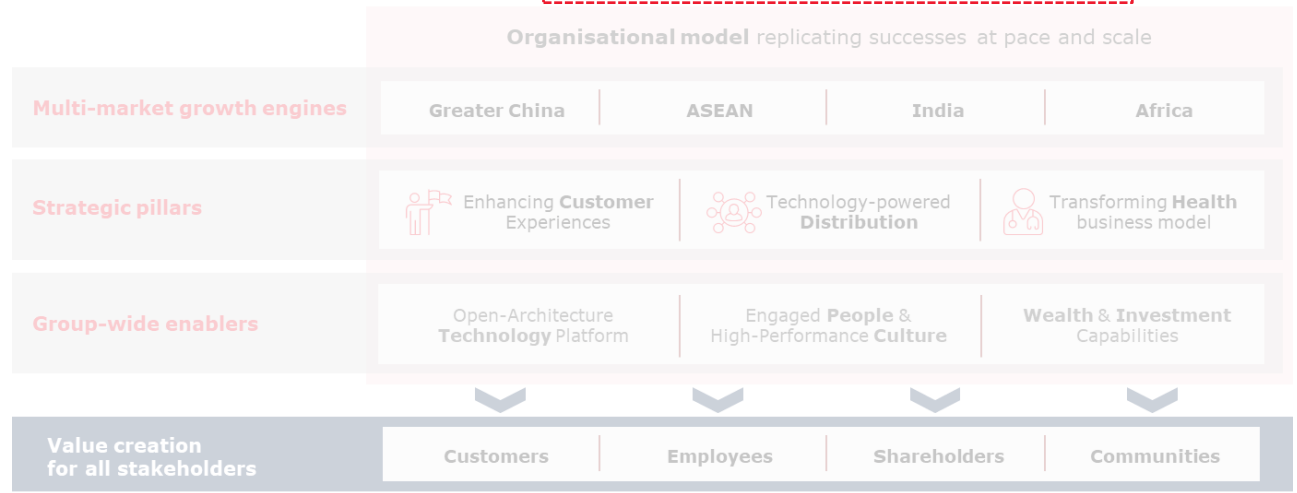 Organisational model replicating successes at pace and scale
Multi-market growth engines
Greater China
ASEAN
India
Africa
Strategic pillars
Enhancing Customer
Experiences
Technology-powered
Distribution
Transforming Health
business model
Group-wide enablers
Open-Architecture
Technology Platform
Engaged People &
High-Performance Culture
Wealth & Investment
Capabilities
Value creation
for all stakeholders
Customers
Employees
Shareholders
Communities